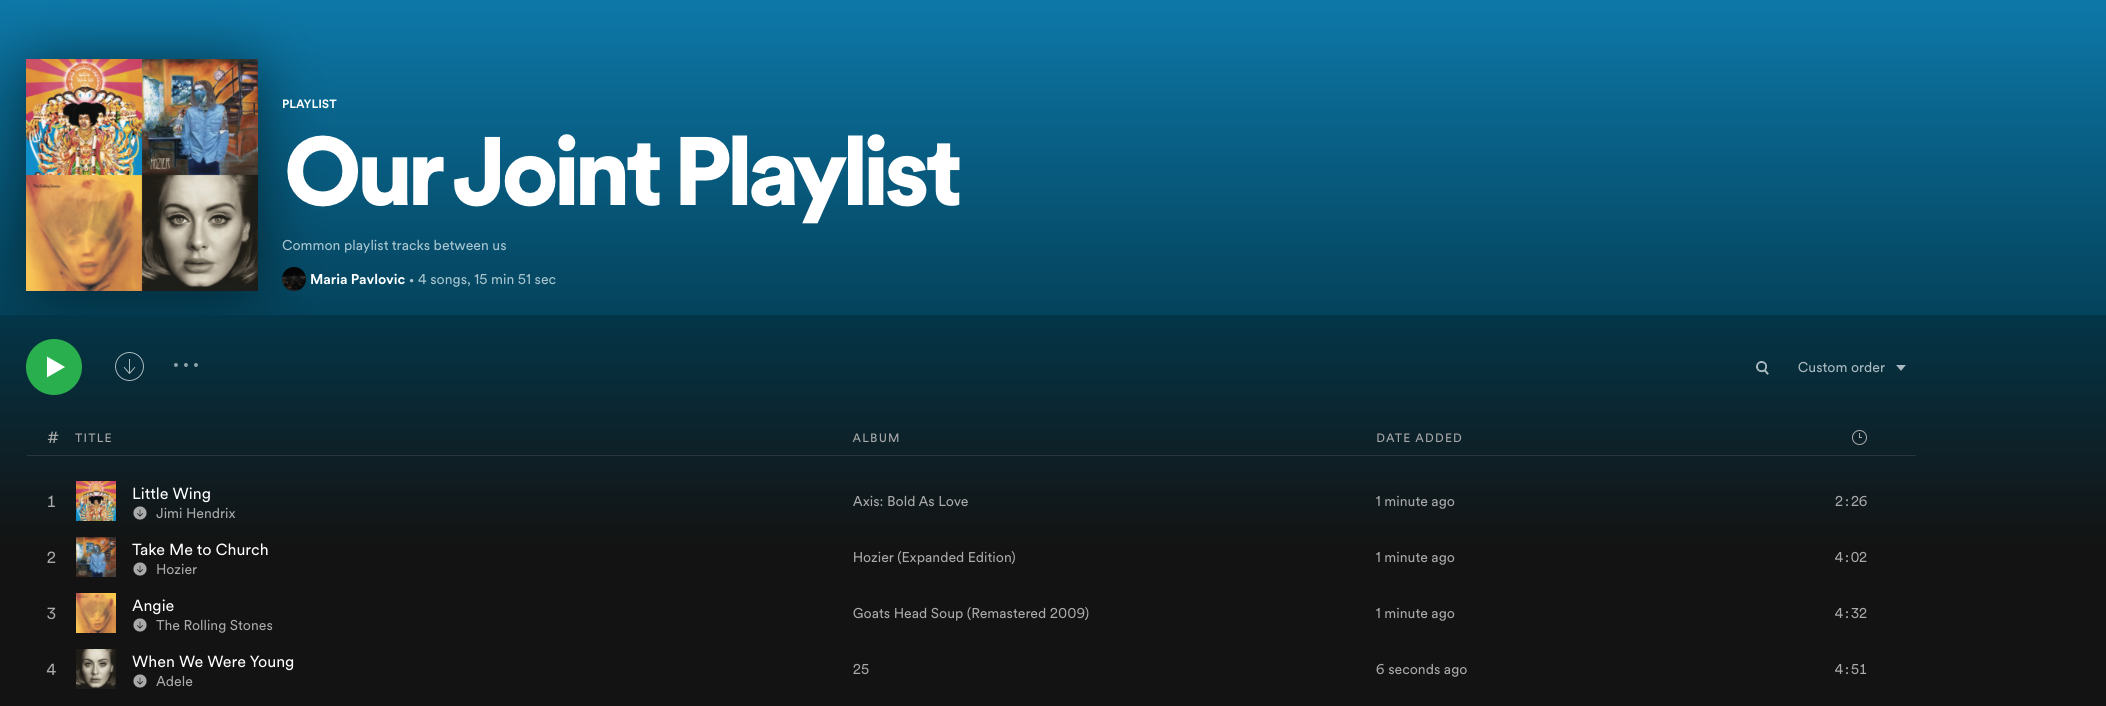 PLAYLIST
Our Joint Playlist
Common playlist tracks between us
Maria Pavlovic • 4 songs, 15 min 51 sec
Custom order
# TITLE ALBUM DATE ADDED
1 Little Wing Axis: Bold As Love 1 minute ago 2:26
Jimi Hendrix
2 Take Me to Church Hozier (Expanded Edition) 1 minute ago 4:02
Hozier
3 Angie Goats Head Soup (Remastered 2009) 1 minute ago 4:32
The Rolling Stones
4 When We Were Young 25 6 seconds ago 4:51
Adele